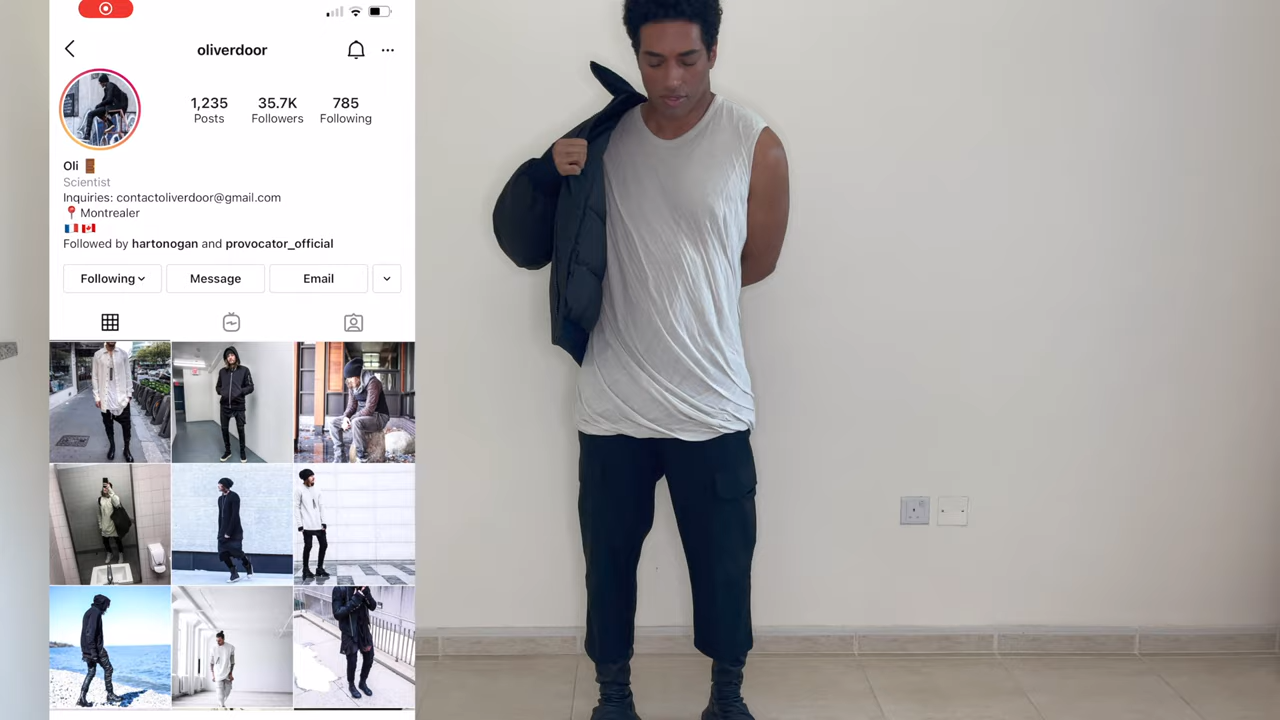 oliverdoor
1,235 35.7K 785
Posts Followers Following
Oli
Scientist
Inquiries: contactoliverdoor@gmail.com
Montrealer
Followed by hartonogan and provocator_official
Following Message Email